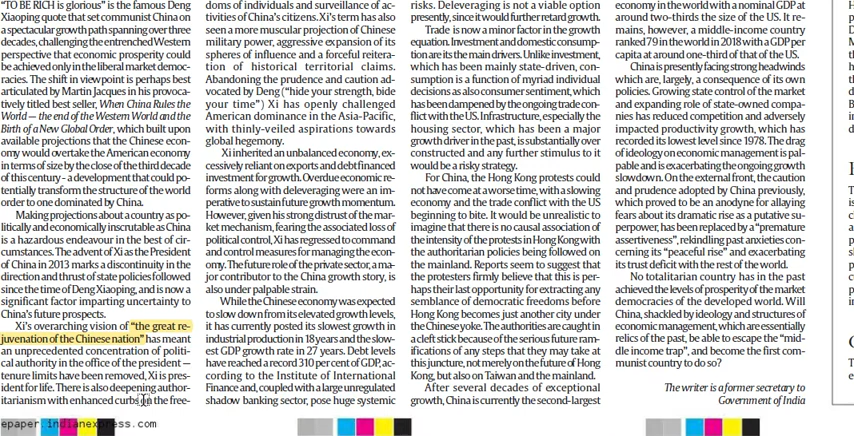 "TO BE RICH is glorious" is the famous Deng
Xiaoping quote that set communist China on
a spectacular growth path spanning over three
decades, challenging the entrenched Western
perspective that economic prosperity could
be achieved only in the liberal market democ-
racies. The shift in viewpoint is perhaps best
articulated by Martin Jacques in his provoca-
tively titled best seller, When China Rules the
World — the end of the Western World and the
Birth of a New Global Order, which built upon
available projections that the Chinese econ-
omy would overtake the American economy
in terms of size by the close of the third decade
of this century - a development that could po-
tentially transform the structure of the world
order to one dominated by China.
Making projections about a country as po-
litically and economically inscrutable as China
is a hazardous endeavour in the best of cir-
cumstances. The advent of Xi as the President
of China in 2013 marks a discontinuity in the
direction and thrust of state policies followed
since the time of Deng Xiaoping, and is now a
significant factor imparting uncertainty to
China's future prospects.
Xi's overarching vision of "the great re-
juvenation of the Chinese nation" has meant
an unprecedented concentration of politi-
cal authority in the office of the president —
tenure limits have been removed, Xi is pres-
ident for life. There is also deepening author-
itarianism with enhanced curbs on the free-
doms of individuals and surveillance of ac-
tivities of China's citizens. Xi's term has also
seen a more muscular projection of Chinese
military power, aggressive expansion of its
spheres of influence and a forceful reitera-
tion of historical territorial claims.
Abandoning the prudence and caution ad-
vocated by Deng ("hide your strength, bide
your time") Xi has openly challenged
American dominance in the Asia-Pacific,
with thinly-veiled aspirations towards
global hegemony.
Xi inherited an unbalanced economy, ex-
cessively reliant on exports and debt financed
investment for growth. Overdue economic re-
forms along with deleveraging were an im-
perative to sustain future growth momentum.
However, given his strong distrust of the mar-
ket mechanism, fearing the associated loss of
political control, Xi has regressed to command
and control measures for managing the econ-
omy. The future role of the private sector, a ma-
jor contributor to the China growth story, is
also under palpable strain.
While the Chinese economy was expected
to slow down from its elevated growth levels,
it has currently posted its slowest growth in
industrial production in 18 years and the slow-
est GDP growth rate in 27 years. Debt levels
have reached a record 310 per cent of GDP, ac-
cording to the Institute of International
Finance and, coupled with a large unregulated
shadow banking sector, pose huge systemic
risks. Deleveraging is not a viable option
presently, since it would further retard growth.
Trade is now a minor factor in the growth
equation. Investment and domestic consump-
tion are its the main drivers. Unlike investment,
which has been mainly state-driven, con-
sumption is a function of myriad individual
decisions as also consumer sentiment, which
has been dampened by the ongoing trade con-
flict with the US. Infrastructure, especially the
housing sector, which has been a major
growth driver in the past, is substantially over
constructed and any further stimulus to it
would be a risky strategy.
For China, the Hong Kong protests could
not have come at a worse time, with a slowing
economy and the trade conflict with the US
beginning to bite. It would be unrealistic to
imagine that there is no causal association of
the intensity of the protests in Hong Kong with
the authoritarian policies being followed on
the mainland. Reports seem to suggest that
the protesters firmly believe that this is per-
haps their last opportunity for extracting any
semblance of democratic freedoms before
Hong Kong becomes just another city under
the Chinese yoke. The authorities are caught in
a cleft stick because of the serious future ram-
ifications of any steps that they may take at
this juncture, not merely on the future of Hong
Kong, but also on Taiwan and the mainland.
After several decades of exceptional
growth, China is currently the second-largest
economy in the world with a nominal GDP at
around two-thirds the size of the US. It re-
mains, however, a middle-income country
ranked 79 in the world in 2018 with a GDP per
capita at around one-third of that of the US.
China is presently facing strong headwinds
which are, largely, a consequence of its own
policies. Growing state control of the market
and expanding role of state-owned compa-
nies has reduced competition and adversely
impacted productivity growth, which has
recorded its lowest level since 1978. The drag
of ideology on economic management is pal-
pable and is exacerbating the ongoing growth
slowdown. On the external front, the caution
and prudence adopted by China previously,
which proved to be an anodyne for allaying
fears about its dramatic rise as a putative su-
perpower, has been replaced by a "premature
assertiveness", rekindling past anxieties con-
cerning its "peaceful rise" and exacerbating
its trust deficit with the rest of the world.
No totalitarian country has in the past
achieved the levels of prosperity of the market
democracies of the developed world. Will
China, shackled by ideology and structures of
economic management, which are essentially
relics of the past, be able to escape the "mid-
dle income trap", and become the first com-
munist country to do so?
The writer is a former secretary to
Government of India
epaper.indianexpress.com